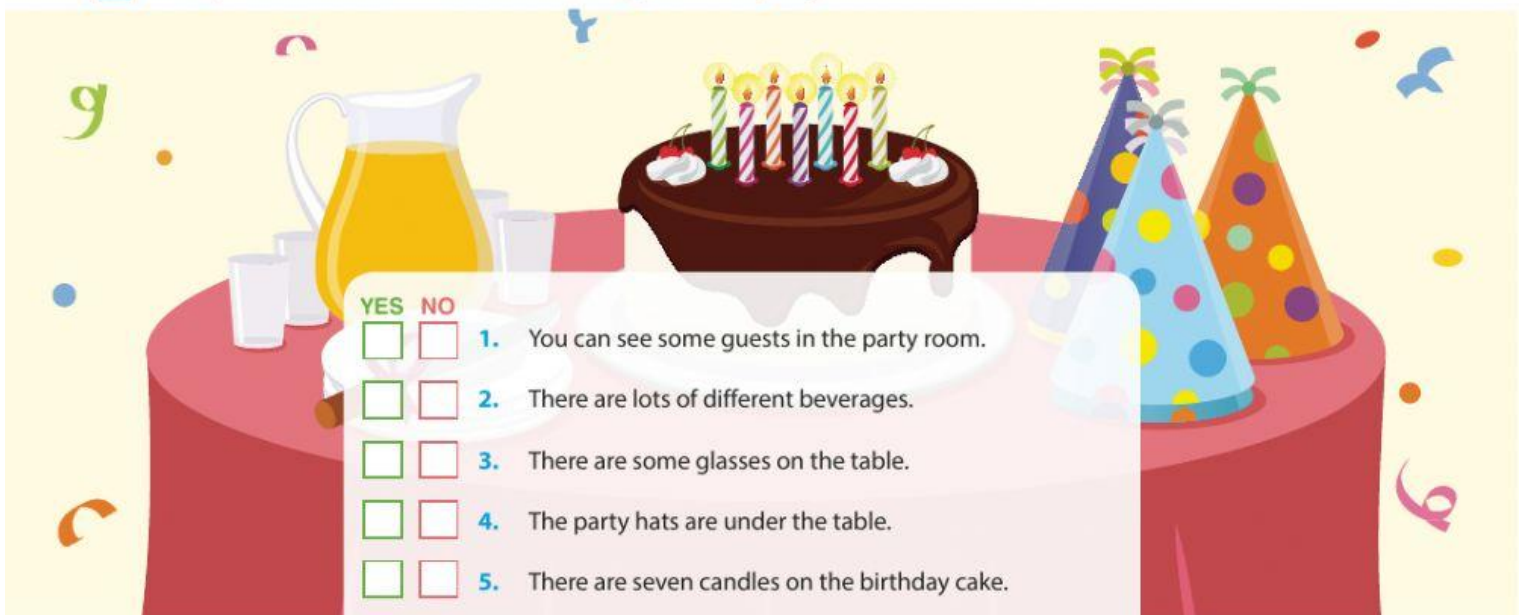 YES NO
1. You can see some guests in the party room.
2. There are lots of different beverages.
3. There are some glasses on the table.
4. The party hats are under the table.
5. There are seven candles on the birthday cake.